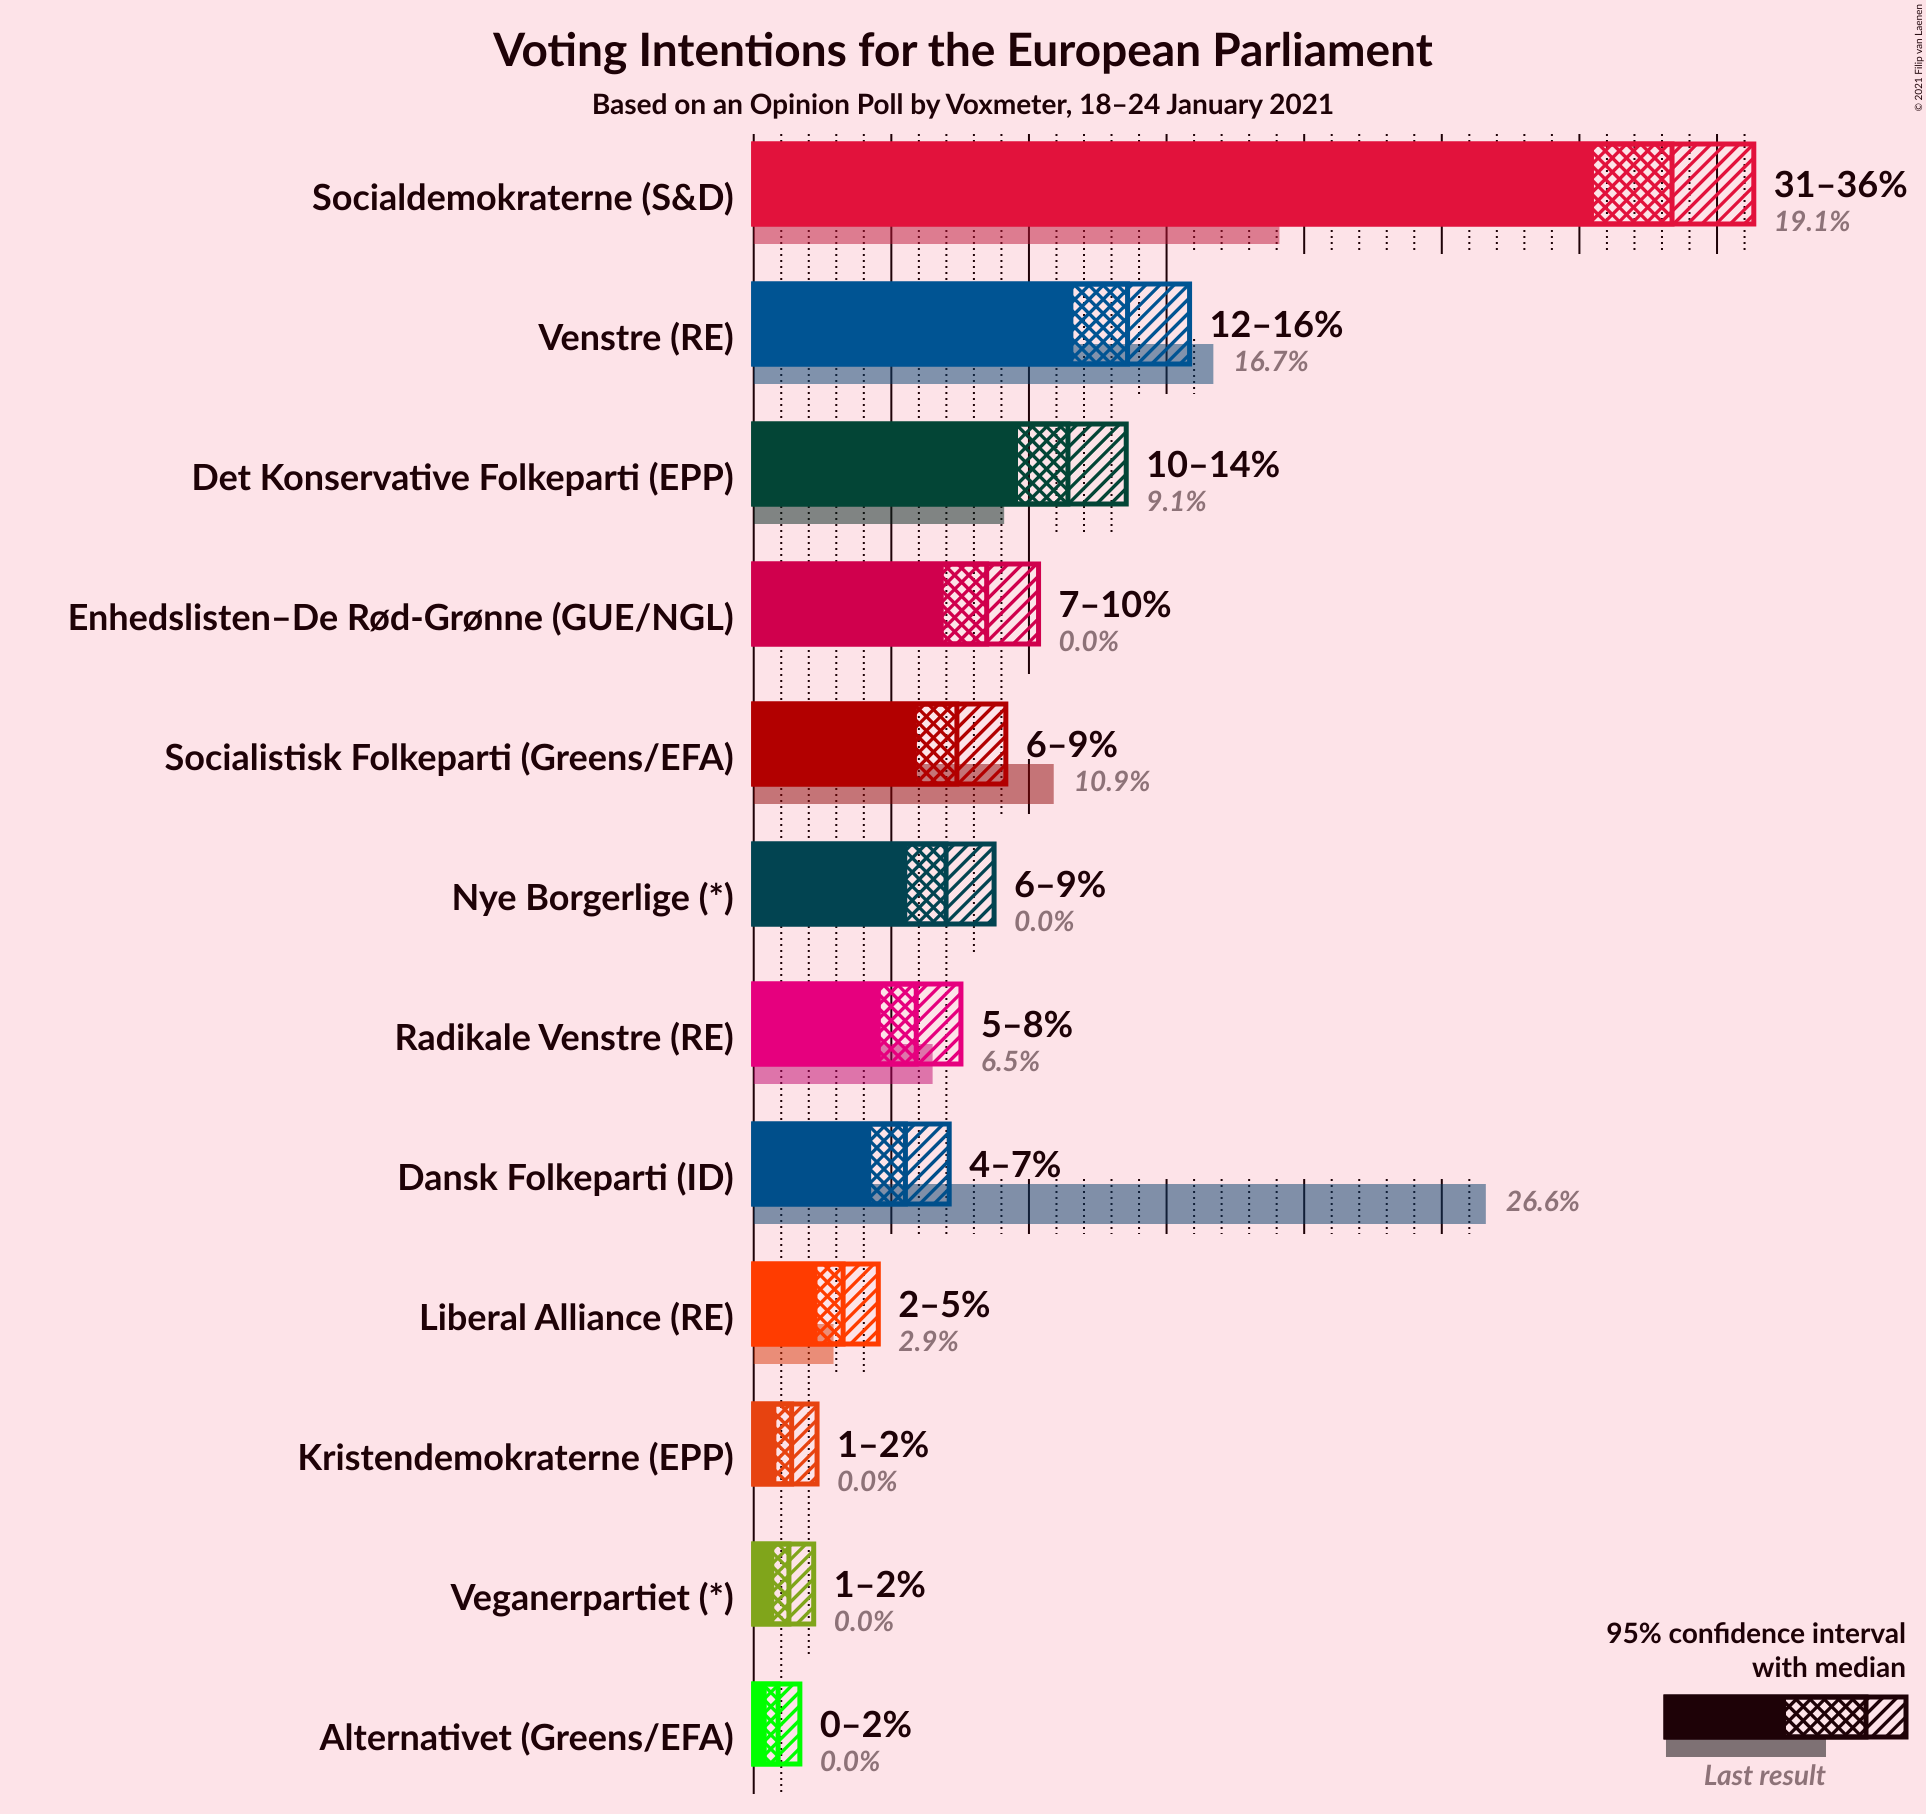 Voting Intentions for the European Parliament
Based on an Opinion Poll by Voxmeter, 18–24 January 2021
© 2021 Filip van Laenen
Socialdemokraterne (S&D)
31–36%
19.1%
Venstre (RE)
12–16%
16.7%
Det Konservative Folkeparti (EPP)
10–14%
9.1%
Enhedslisten–De Rød-Grønne (GUE/NGL)
7–10%
0.0%
Socialistisk Folkeparti (Greens/EFA)
6–9%
10.9%
Nye Borgerlige (*)
6–9%
0.0%
Radikale Venstre (RE)
5–8%
6.5%
Dansk Folkeparti (ID)
4–7%
26.6%
Liberal Alliance (RE)
2–5%
2.9%
Kristendemokraterne (EPP)
1–2%
0.0%
Veganerpartiet (*)
1–2%
0.0%
Alternativet (Greens/EFA)
0–2%
0.0%
95% confidence interval
with median
Last result